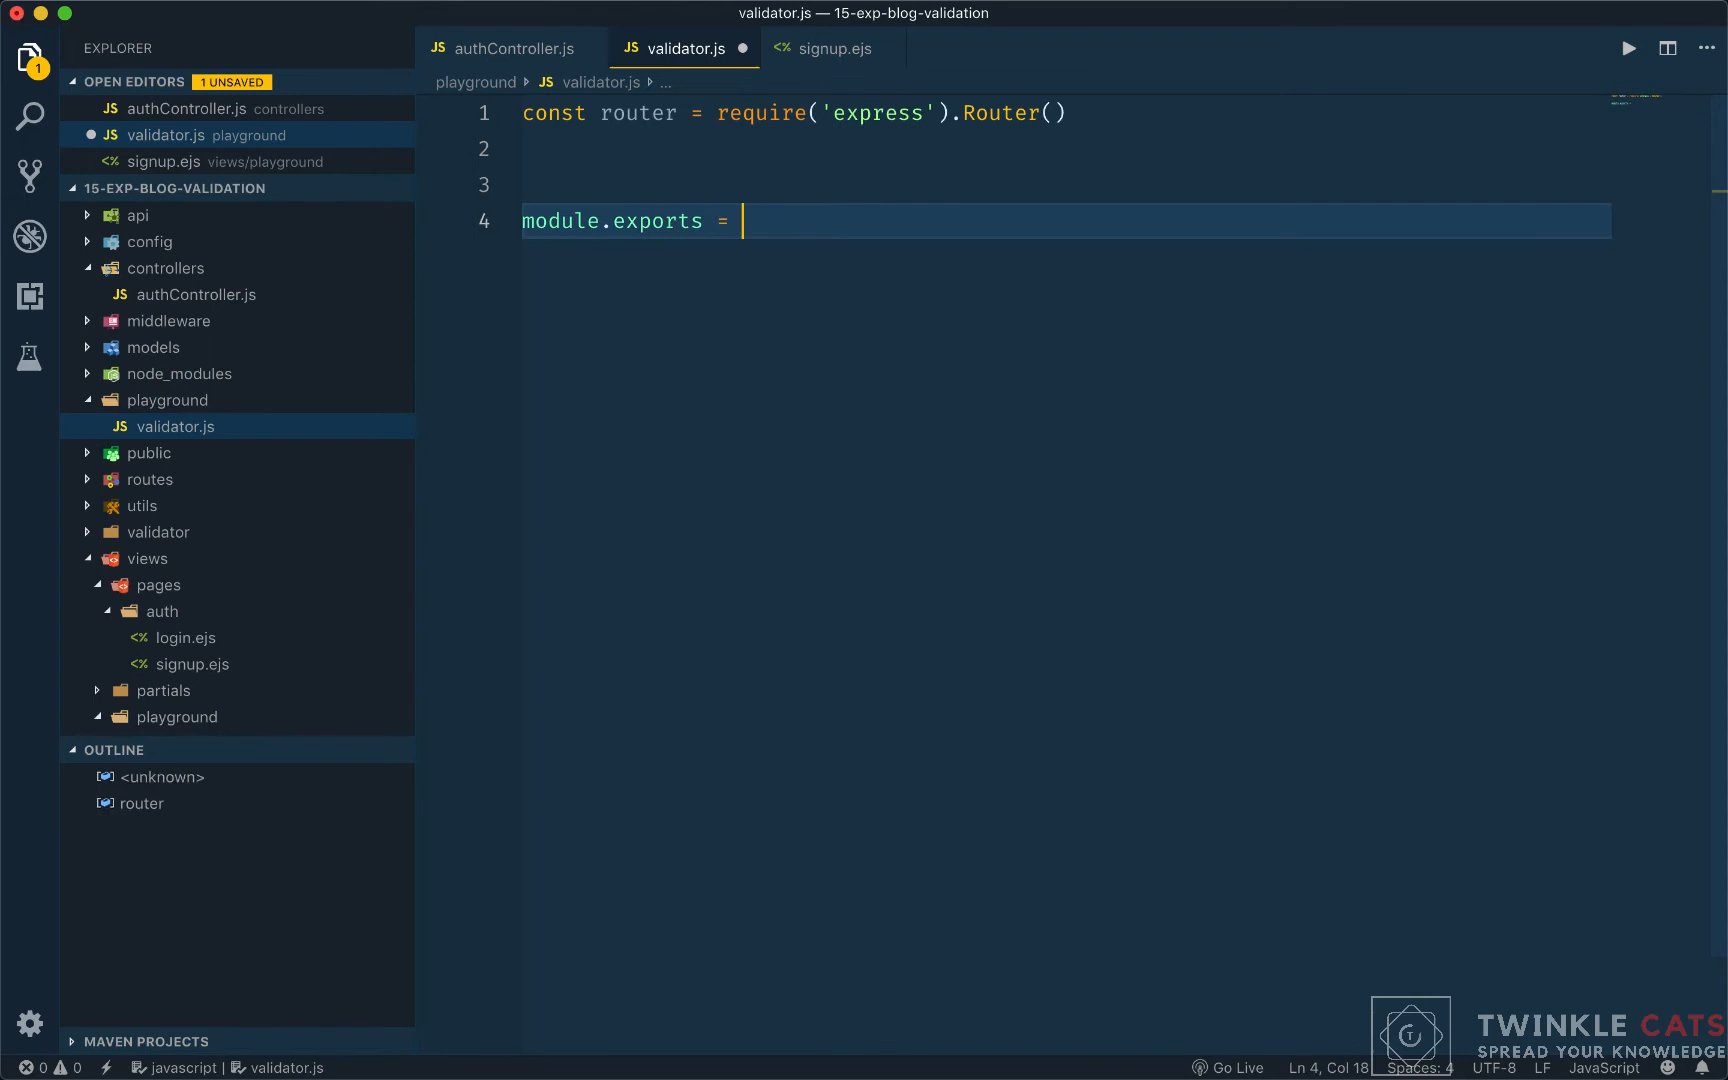 validator.js — 15-exp-blog-validation
1
EXPLORER
OPEN EDITORS 1 UNSAVED
JS authController.js controllers
JS validator.js playground
<% signup.ejs views/playground
15-EXP-BLOG-VALIDATION
api
config
controllers
JS authController.js
middleware
models
node_modules
playground
JS validator.js
public
routes
utils
validator
views
pages
auth
<% login.ejs
<% signup.ejs
partials
playground
OUTLINE
<unknown>
router
MAVEN PROJECTS
JS authController.js JS validator.js <% signup.ejs
playground JS validator.js ...
1 const router = require('express').Router()
2
3
4 module.exports =
TWINKLE CATS
SPREAD YOUR KNOWLEDGE
0 0 javascript | validator.js Go Live Ln 4, Col 18 Spaces: 4 UTF-8 LF JavaScript